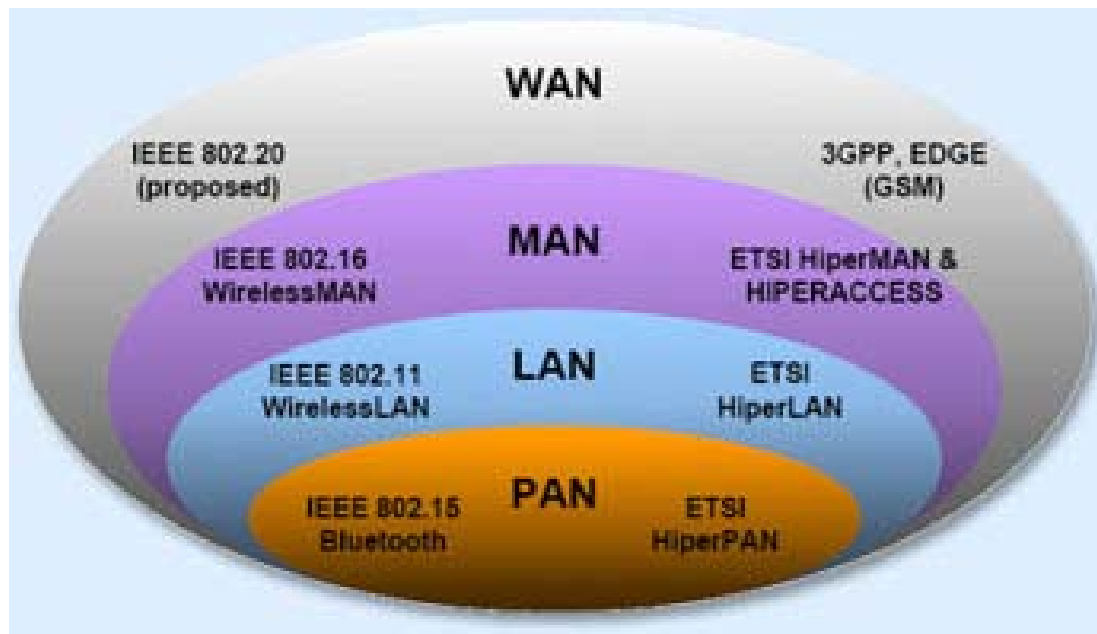 WAN
IEEE 802.20
(proposed)
3GPP, EDGE
(GSM)
MAN
IEEE 802.16
WirelessMAN
ETSI HiperMAN &
HIPERACCESS
LAN
IEEE 802.11
WirelessLAN
ETSI
HiperLAN
PAN
IEEE 802.15
Bluetooth
ETSI
HiperPAN